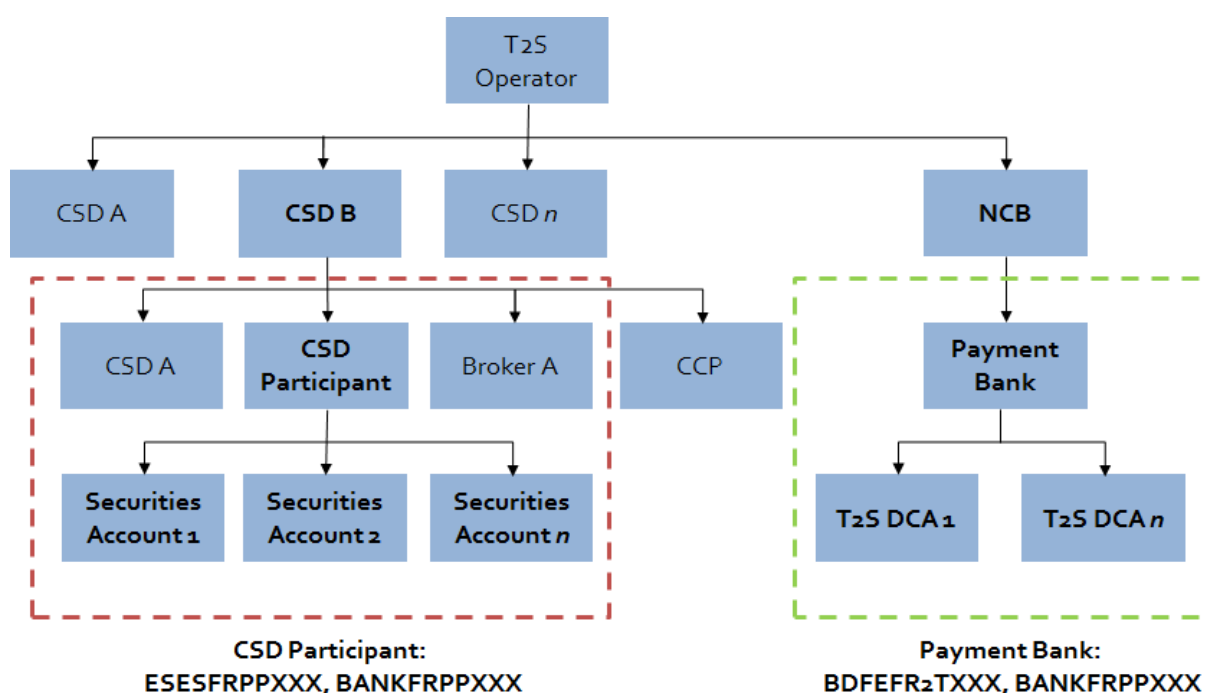 T2S
Operator
CSD A
CSD B
CSD n
NCB
CSD A
CSD
Participant
Broker A
CCP
Payment
Bank
Securities
Account 1
Securities
Account 2
Securities
Account n
T2S DCA 1
T2S DCA n
CSD Participant:
ESESFRPPXXX, BANKFRPPXXX
Payment Bank:
BDFEFR2TXXX, BANKFRPPXXX